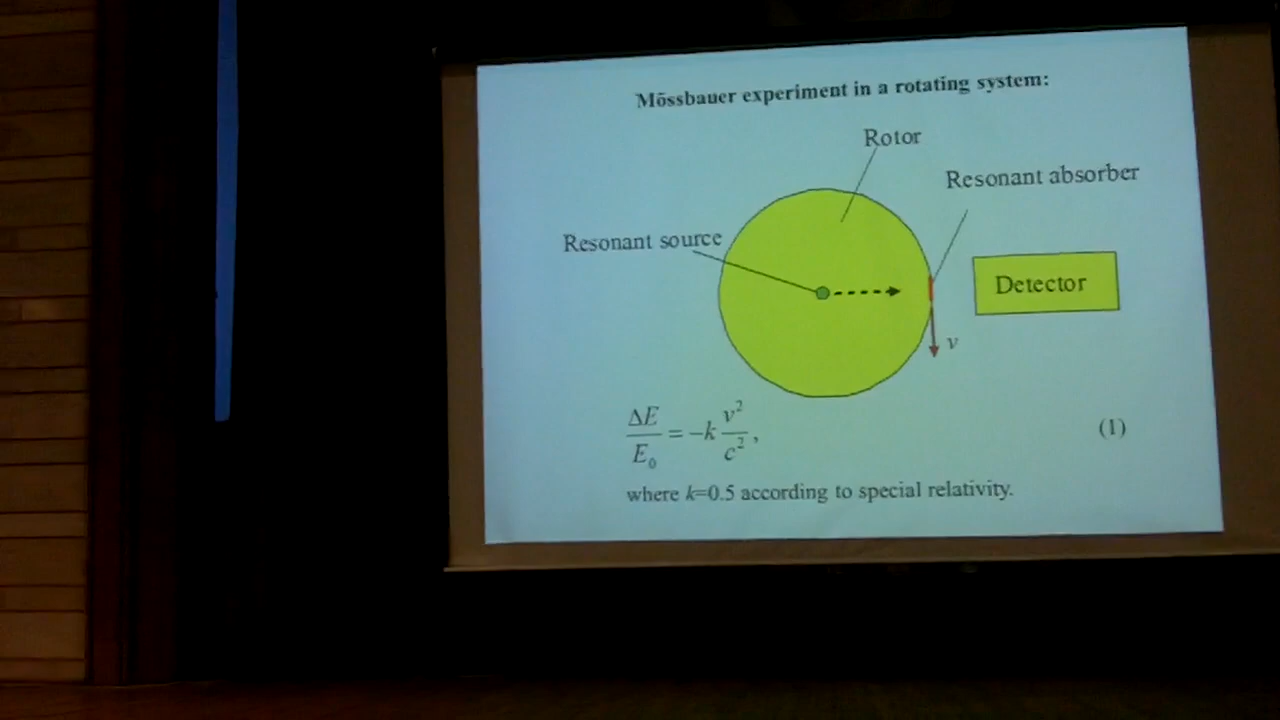 Mössbauer experiment in a rotating system:
Rotor
Resonant absorber
Resonant source
Detector
v
ΔE/E₀ = −k v²/c², (1)
where k=0.5 according to special relativity.